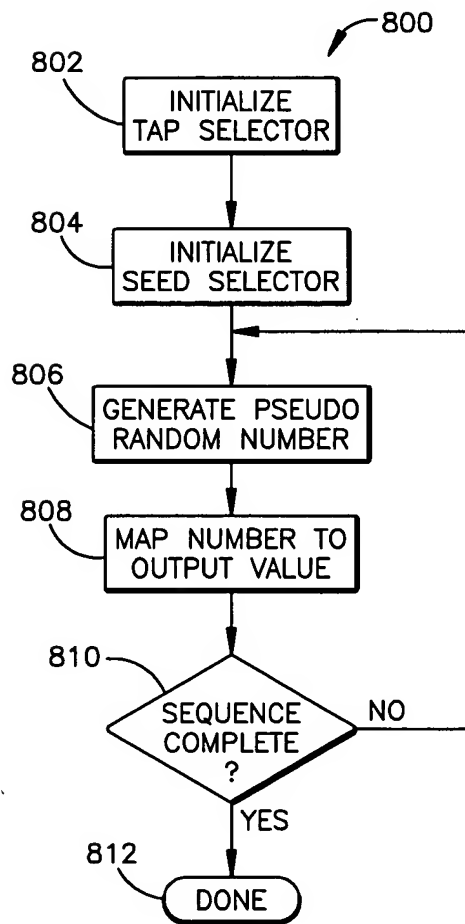 800
802
INITIALIZE
TAP SELECTOR
804
INITIALIZE
SEED SELECTOR
806
GENERATE PSEUDO
RANDOM NUMBER
808
MAP NUMBER TO
OUTPUT VALUE
810
SEQUENCE
COMPLETE
?
NO
YES
812
DONE